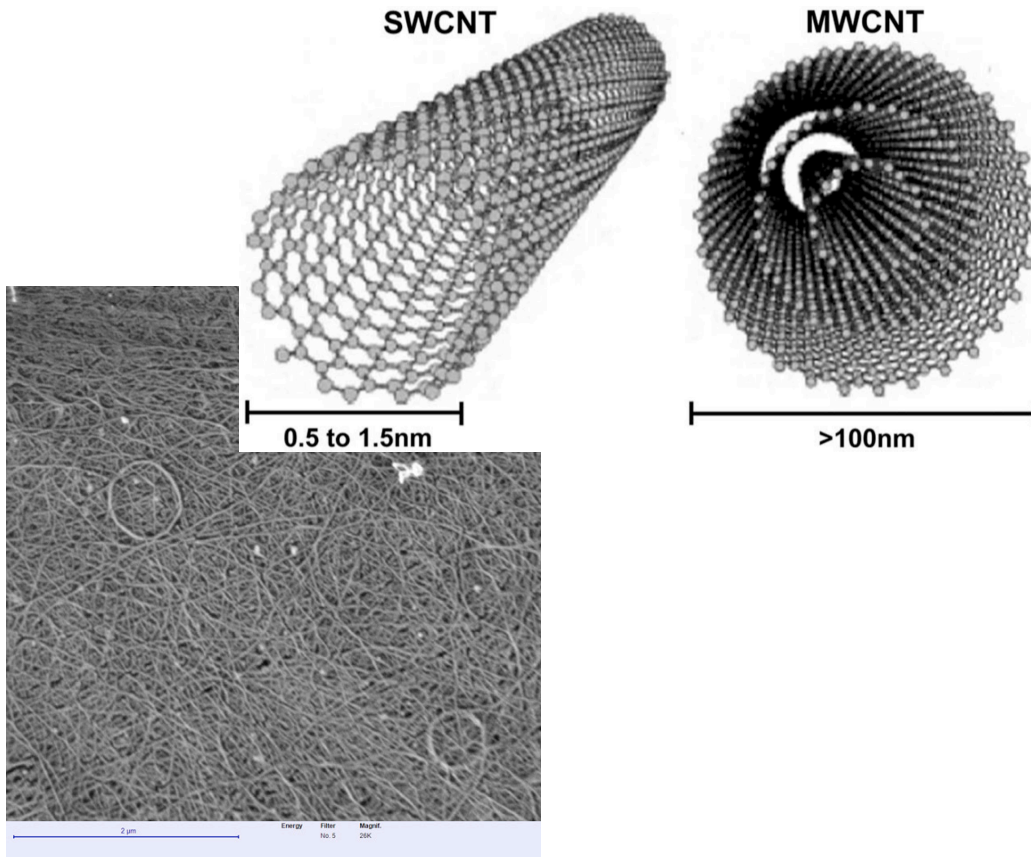 SWCNT
MWCNT
0.5 to 1.5nm
>100nm
2 µm
Energy Filter Magnif.
No. 5 26K